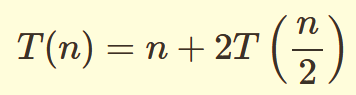 T(n) = n + 2T(n/2)